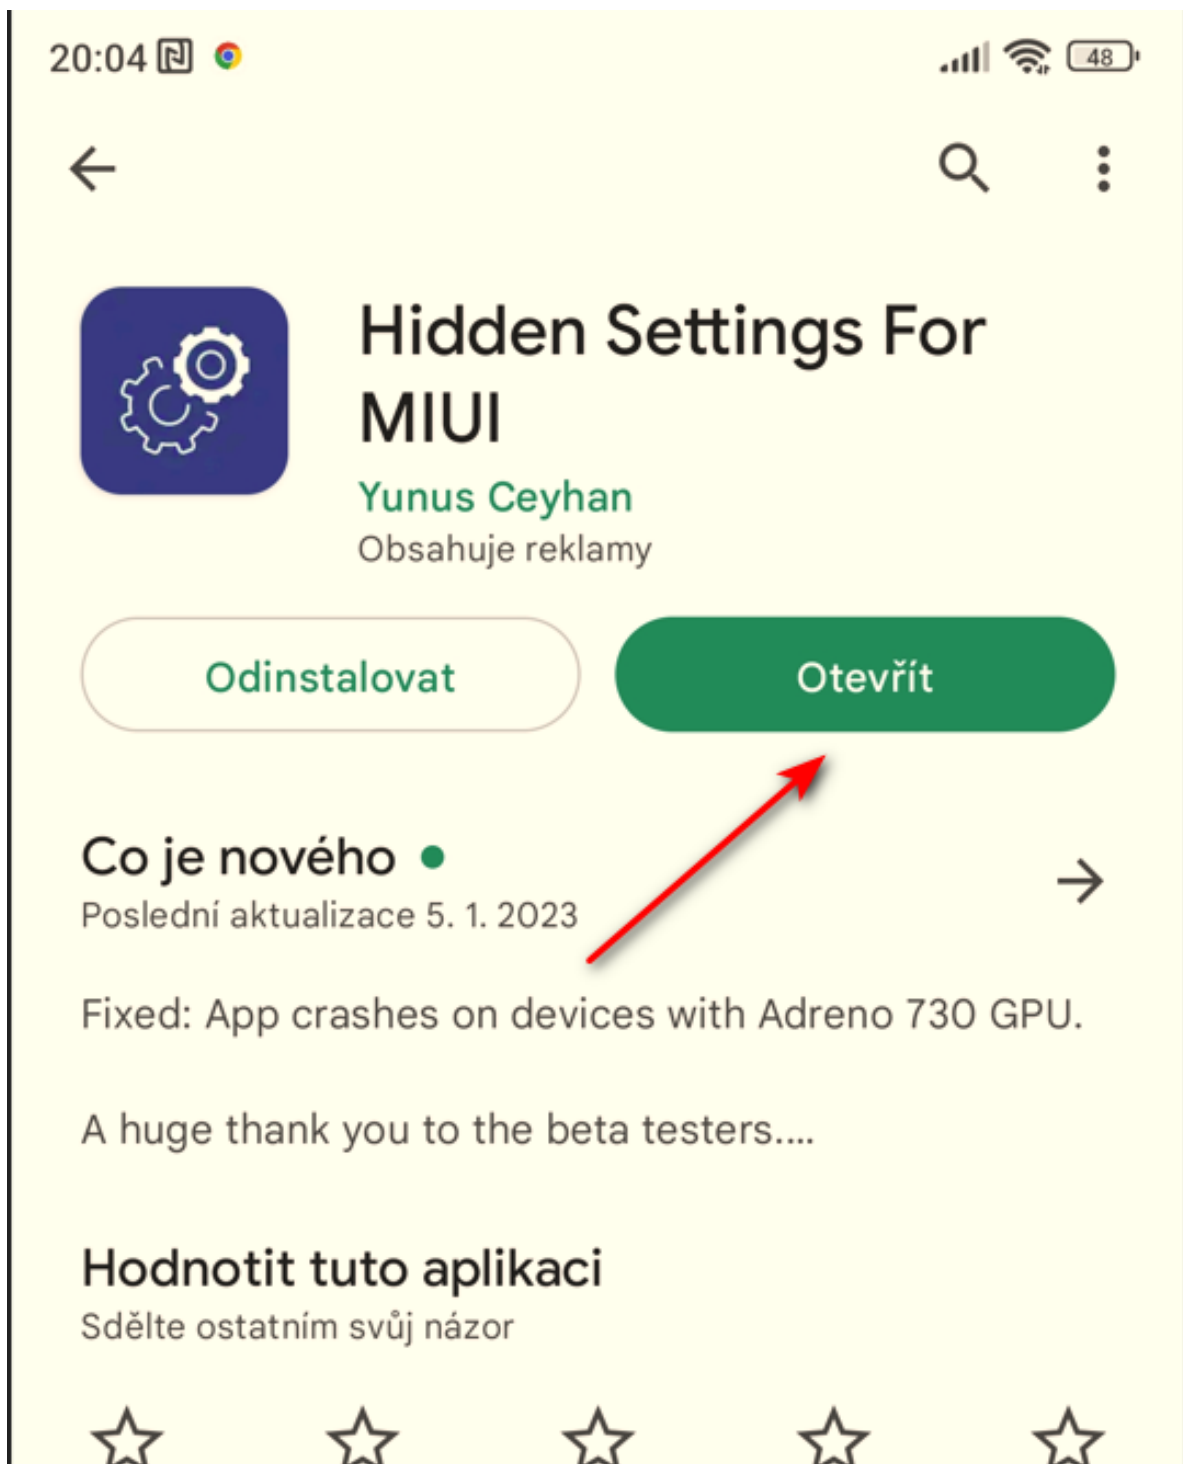 20:04
48
Hidden Settings For
MIUI
Yunus Ceyhan
Obsahuje reklamy
Odinstalovat
Otevřít
Co je nového
Poslední aktualizace 5. 1. 2023
Fixed: App crashes on devices with Adreno 730 GPU.
A huge thank you to the beta testers....
Hodnotit tuto aplikaci
Sdělte ostatním svůj názor